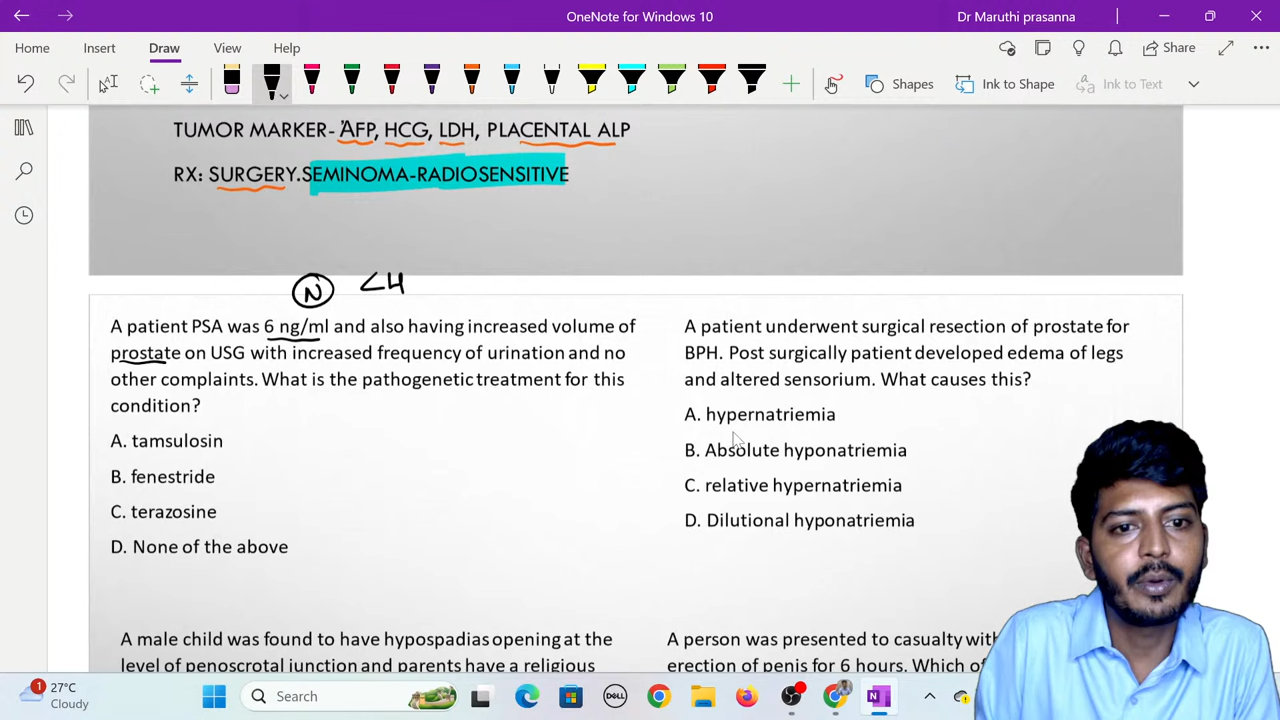 OneNote for Windows 10
Dr Maruthi prasanna
Home Insert Draw View Help
Share
Shapes Ink to Shape Ink to Text
TUMOR MARKER- AFP, HCG, LDH, PLACENTAL ALP
RX: SURGERY.SEMINOMA-RADIOSENSITIVE
N <4
A patient PSA was 6 ng/ml and also having increased volume of
prostate on USG with increased frequency of urination and no
other complaints. What is the pathogenetic treatment for this
condition?
A. tamsulosin
B. fenestride
C. terazosine
D. None of the above
A patient underwent surgical resection of prostate for
BPH. Post surgically patient developed edema of legs
and altered sensorium. What causes this?
A. hypernatriemia
B. Absolute hyponatriemia
C. relative hypernatriemia
D. Dilutional hyponatriemia
A male child was found to have hypospadias opening at the
level of penoscrotal junction and parents have a religious
A person was presented to casualty with
erection of penis for 6 hours. Which of
1
27°C
Cloudy
Search
DELL